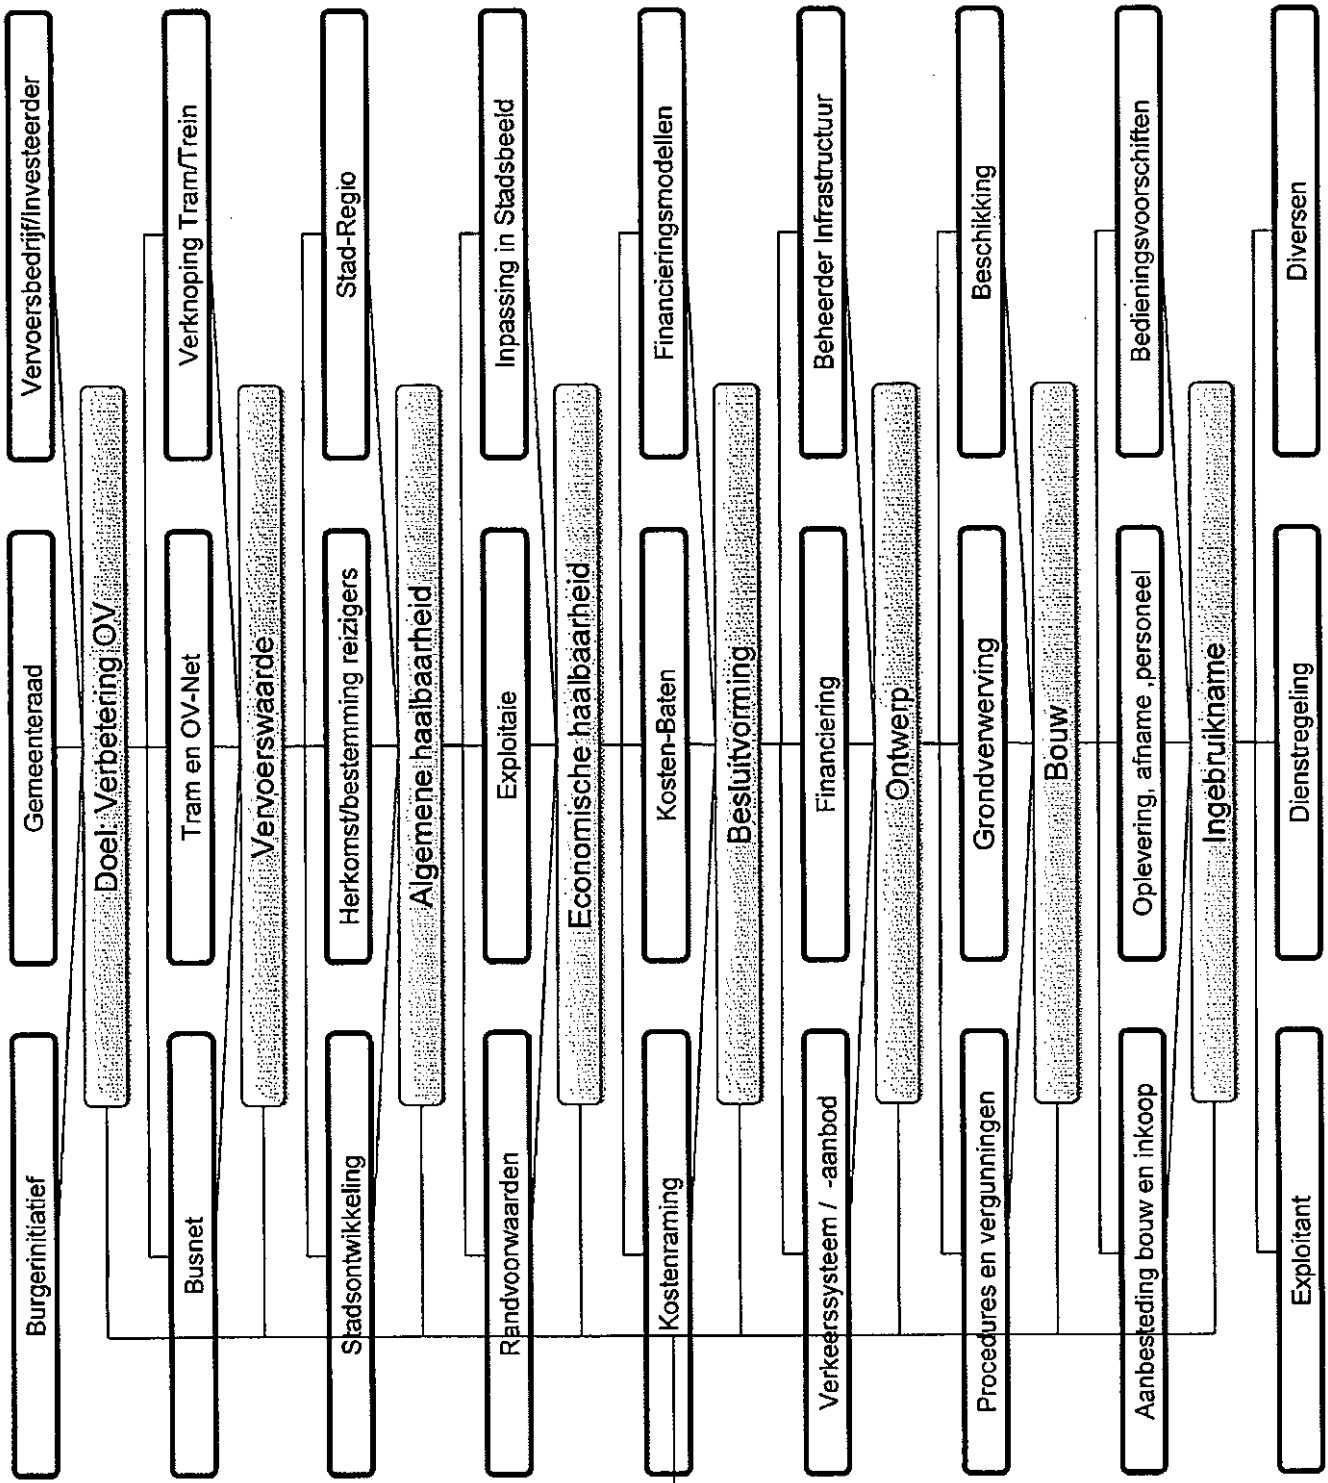 Burgerinitiatief
Gemeenteraad
Vervoersbedrijf/Investeerder
Doel: Verbetering OV
Busnet
Tram en OV-Net
Verknoping Tram/Trein
Vervoerswaarde
Stadsontwikkeling
Herkomst/bestemming reizigers
Stad-Regio
Algemene haalbaarheid
Randvoorwaarden
Exploitaie
Inpassing in Stadsbeeld
Economische haalbaarheid
Kostenraming
Kosten-Baten
Financieringsmodellen
Besluitvorming
Verkeerssysteem / -aanbod
Financiering
Beheerder Infrastructuur
Ontwerp
Procedures en vergunningen
Grondverwerving
Beschikking
Bouw
Aanbesteding bouw en inkoop
Oplevering, afname ,personeel
Bedieningsvoorschiften
Ingebruikname
Exploitant
Dienstregeling
Diversen